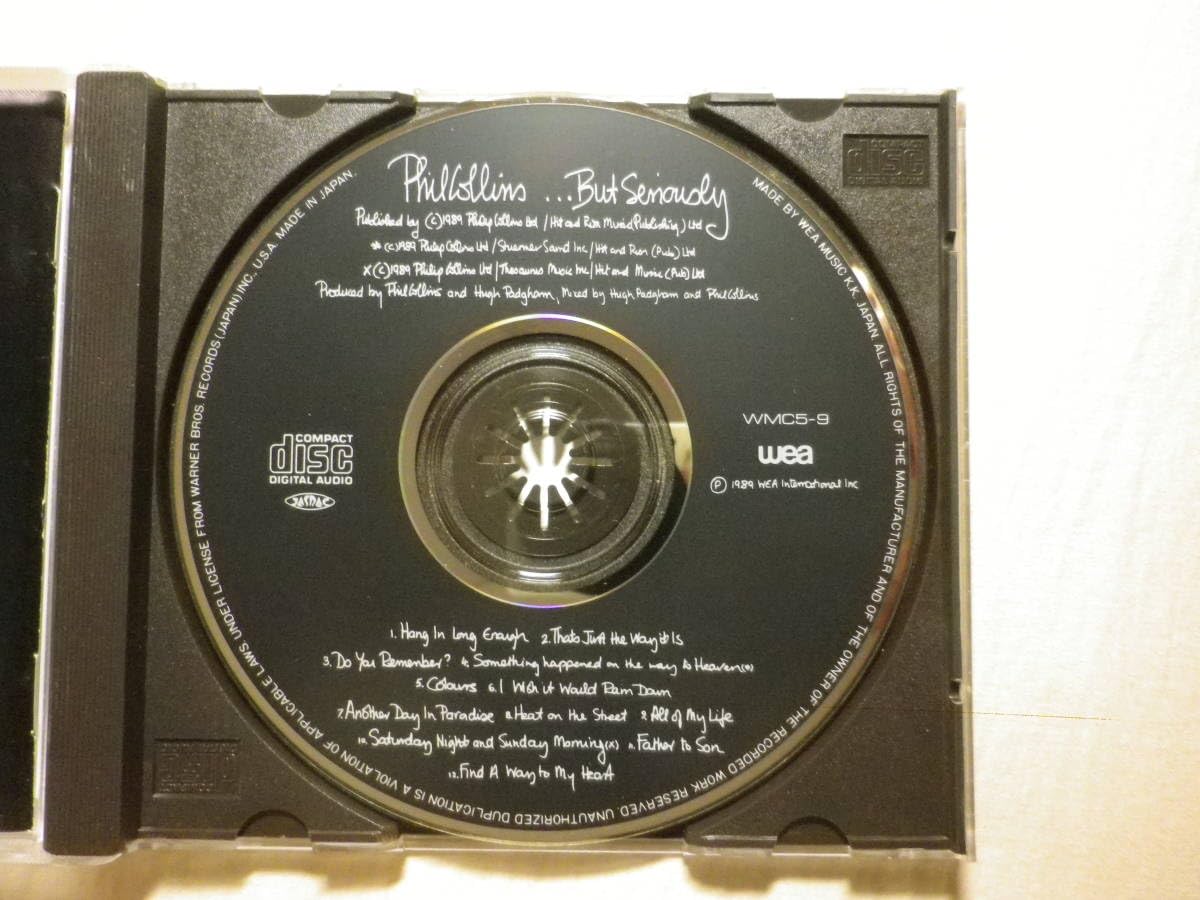 Phil Collins ...But Seriously
Published by (C) 1989 Philip Collins Ltd / Hit and Run Music (Publishing) Ltd
* (C) 1989 Philip Collins Ltd / Steamer Sand Inc / Hit and Run (Pub) Ltd
X (C) 1989 Philip Collins Ltd / Thesaurus Music Inc / Hit and Music (Pub) Ltd
Produced by Phil Collins and Hugh Padgham, Mixed by Hugh Padgham and Phil Collins
COMPACT
disc
DIGITAL AUDIO
JASRAC
WMC5-9
wea
Ⓟ 1989 WEA International Inc
1. Hang In Long Enough 2. Thats Just the Way it Is
3. Do You Remember? 4. Something happened on the way to Heaven(*)
5. Colours 6. I Wish it Would Rain Down
7. Another Day In Paradise 8. Heat on the Street 9. All of My Life
10. Saturday Night and Sunday Morning(X) 11. Father to Son
12. Find A Way to My Heart
MADE BY WEA MUSIC K.K. JAPAN. ALL RIGHTS OF THE MANUFACTURER AND OF THE OWNER OF THE RECORDED WORK RESERVED. UNAUTHORIZED DUPLICATION IS A VIOLATION OF APPLICABLE LAWS. UNDER LICENSE FROM WARNER BROS. RECORDS (JAPAN) INC., U.S.A. MADE IN JAPAN.
disc